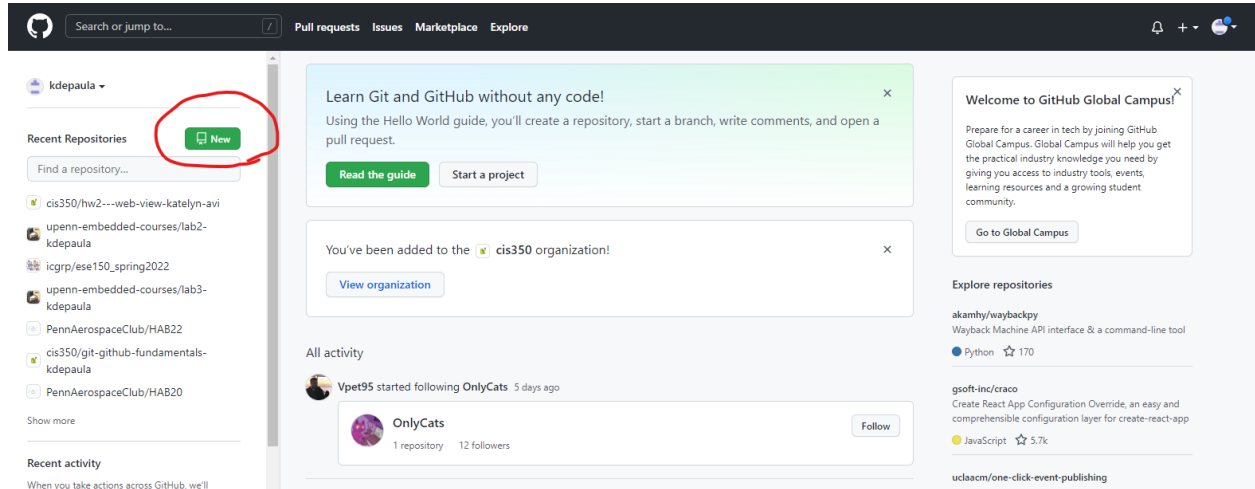 Search or jump to...
/
Pull requests Issues Marketplace Explore
kdepaula
Recent Repositories
New
Find a repository...
cis350/hw2---web-view-katelyn-avi
upenn-embedded-courses/lab2-
kdepaula
icgrp/ese150_spring2022
upenn-embedded-courses/lab3-
kdepaula
PennAerospaceClub/HAB22
cis350/git-github-fundamentals-
kdepaula
PennAerospaceClub/HAB20
Show more
Recent activity
When you take actions across GitHub, we'll
Learn Git and GitHub without any code!
Using the Hello World guide, you'll create a repository, start a branch, write comments, and open a
pull request.
Read the guide
Start a project
You've been added to the cis350 organization!
View organization
All activity
Vpet95 started following OnlyCats 5 days ago
OnlyCats
1 repository 12 followers
Follow
Welcome to GitHub Global Campus!
Prepare for a career in tech by joining GitHub
Global Campus. Global Campus will help you get
the practical industry knowledge you need by
giving you access to industry tools, events,
learning resources and a growing student
community.
Go to Global Campus
Explore repositories
akamhy/waybackpy
Wayback Machine API interface & a command-line tool
Python 170
gsoft-inc/craco
Create React App Configuration Override, an easy and
comprehensible configuration layer for create-react-app
JavaScript 5.7k
uclaacm/one-click-event-publishing